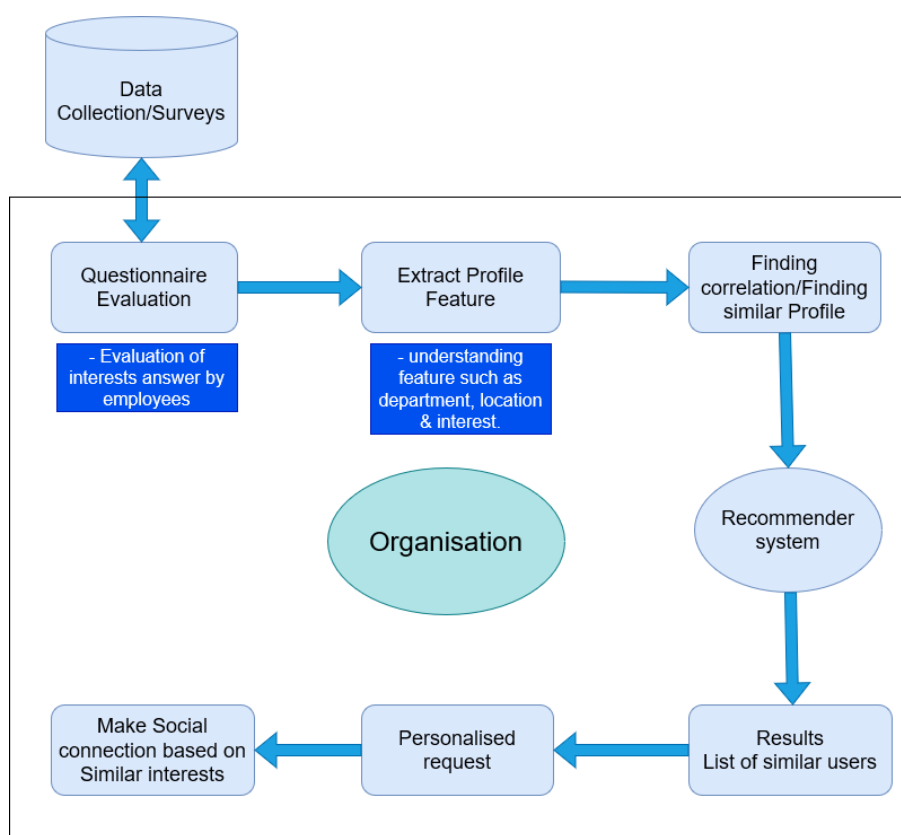 Data
Collection/Surveys
Questionnaire
Evaluation
Extract Profile
Feature
Finding
correlation/Finding
similar Profile
- Evaluation of
interests answer by
employees
- understanding
feature such as
department, location
& interest.
Organisation
Recommender
system
Make Social
connection based on
Similar interests
Personalised
request
Results
List of similar users